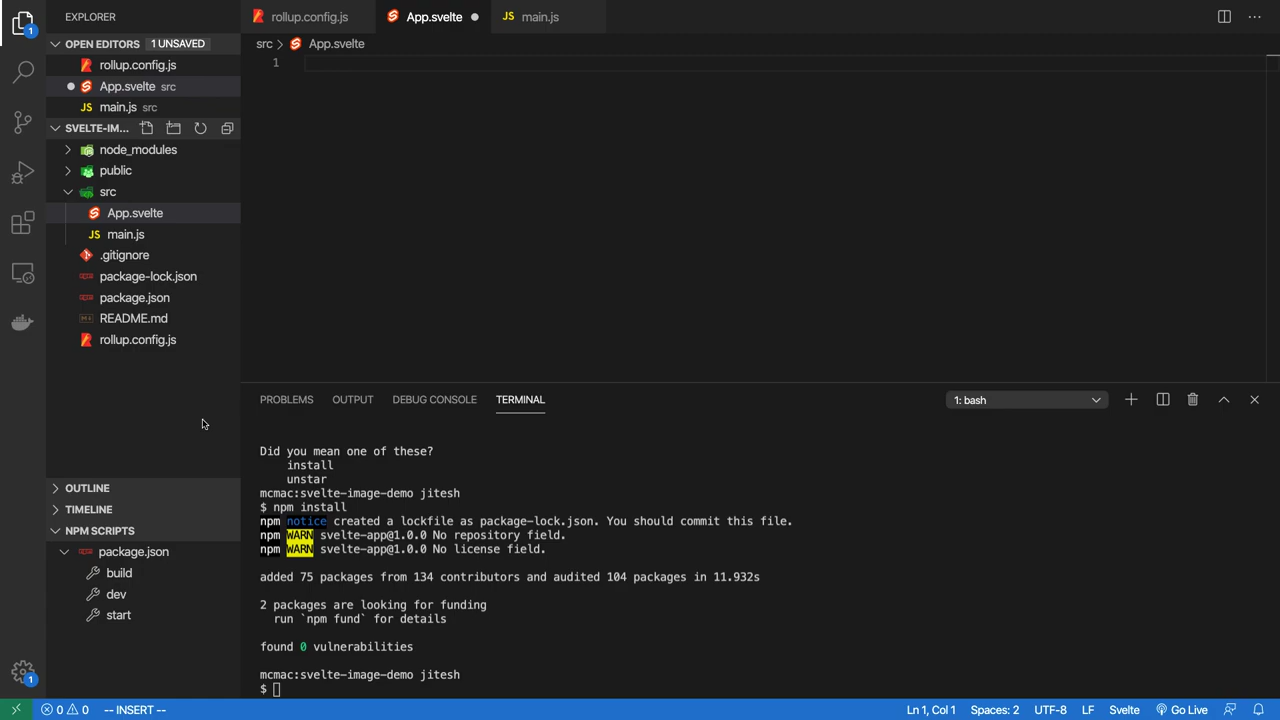 EXPLORER
OPEN EDITORS 1 UNSAVED
rollup.config.js
App.svelte src
JS main.js src
SVELTE-IM...
node_modules
public
src
App.svelte
JS main.js
.gitignore
package-lock.json
package.json
README.md
rollup.config.js
OUTLINE
TIMELINE
NPM SCRIPTS
package.json
build
dev
start
1
1
rollup.config.js
App.svelte
JS main.js
src > App.svelte
1
PROBLEMS OUTPUT DEBUG CONSOLE TERMINAL
1: bash
Did you mean one of these?
install
unstar
mcmac:svelte-image-demo jitesh
$ npm install
npm notice created a lockfile as package-lock.json. You should commit this file.
npm WARN svelte-app@1.0.0 No repository field.
npm WARN svelte-app@1.0.0 No license field.
added 75 packages from 134 contributors and audited 104 packages in 11.932s
2 packages are looking for funding
run `npm fund` for details
found 0 vulnerabilities
mcmac:svelte-image-demo jitesh
$
0 0 -- INSERT -- Ln 1, Col 1 Spaces: 2 UTF-8 LF Svelte Go Live